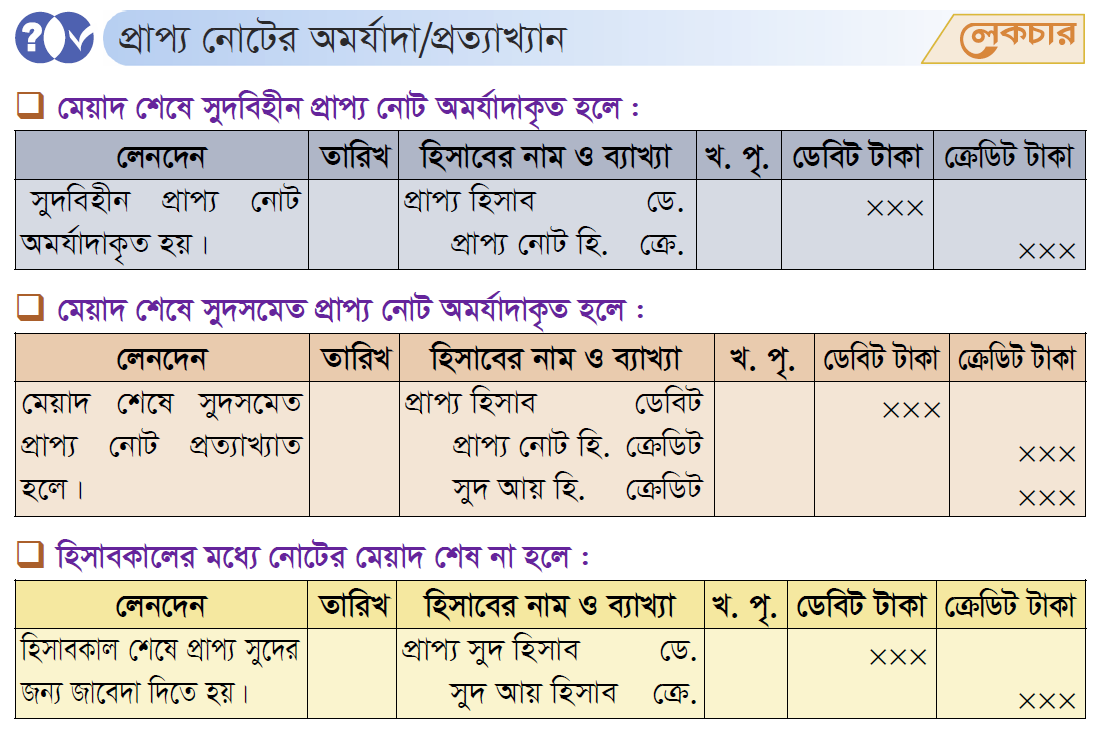 প্রাপ্য নোটের অমর্যাদা/প্রত্যাখ্যান
লেকচার
❑ মেয়াদ শেষে সুদবিহীন প্রাপ্য নোট অমর্যাদাকৃত হলে :
লেনদেন তারিখ হিসাবের নাম ও ব্যাখ্যা খ. পৃ. ডেবিট টাকা ক্রেডিট টাকা
সুদবিহীন প্রাপ্য নোট প্রাপ্য হিসাব ডে. ×××
অমর্যাদাকৃত হয়। প্রাপ্য নোট হি. ক্রে. ×××
❑ মেয়াদ শেষে সুদসমেত প্রাপ্য নোট অমর্যাদাকৃত হলে :
লেনদেন তারিখ হিসাবের নাম ও ব্যাখ্যা খ. পৃ. ডেবিট টাকা ক্রেডিট টাকা
মেয়াদ শেষে সুদসমেত প্রাপ্য হিসাব ডেবিট ×××
প্রাপ্য নোট প্রত্যাখ্যাত প্রাপ্য নোট হি. ক্রেডিট ×××
হলে। সুদ আয় হি. ক্রেডিট ×××
❑ হিসাবকালের মধ্যে নোটের মেয়াদ শেষ না হলে :
লেনদেন তারিখ হিসাবের নাম ও ব্যাখ্যা খ. পৃ. ডেবিট টাকা ক্রেডিট টাকা
হিসাবকাল শেষে প্রাপ্য সুদের প্রাপ্য সুদ হিসাব ডে. ×××
জন্য জাবেদা দিতে হয়। সুদ আয় হিসাব ক্রে. ×××